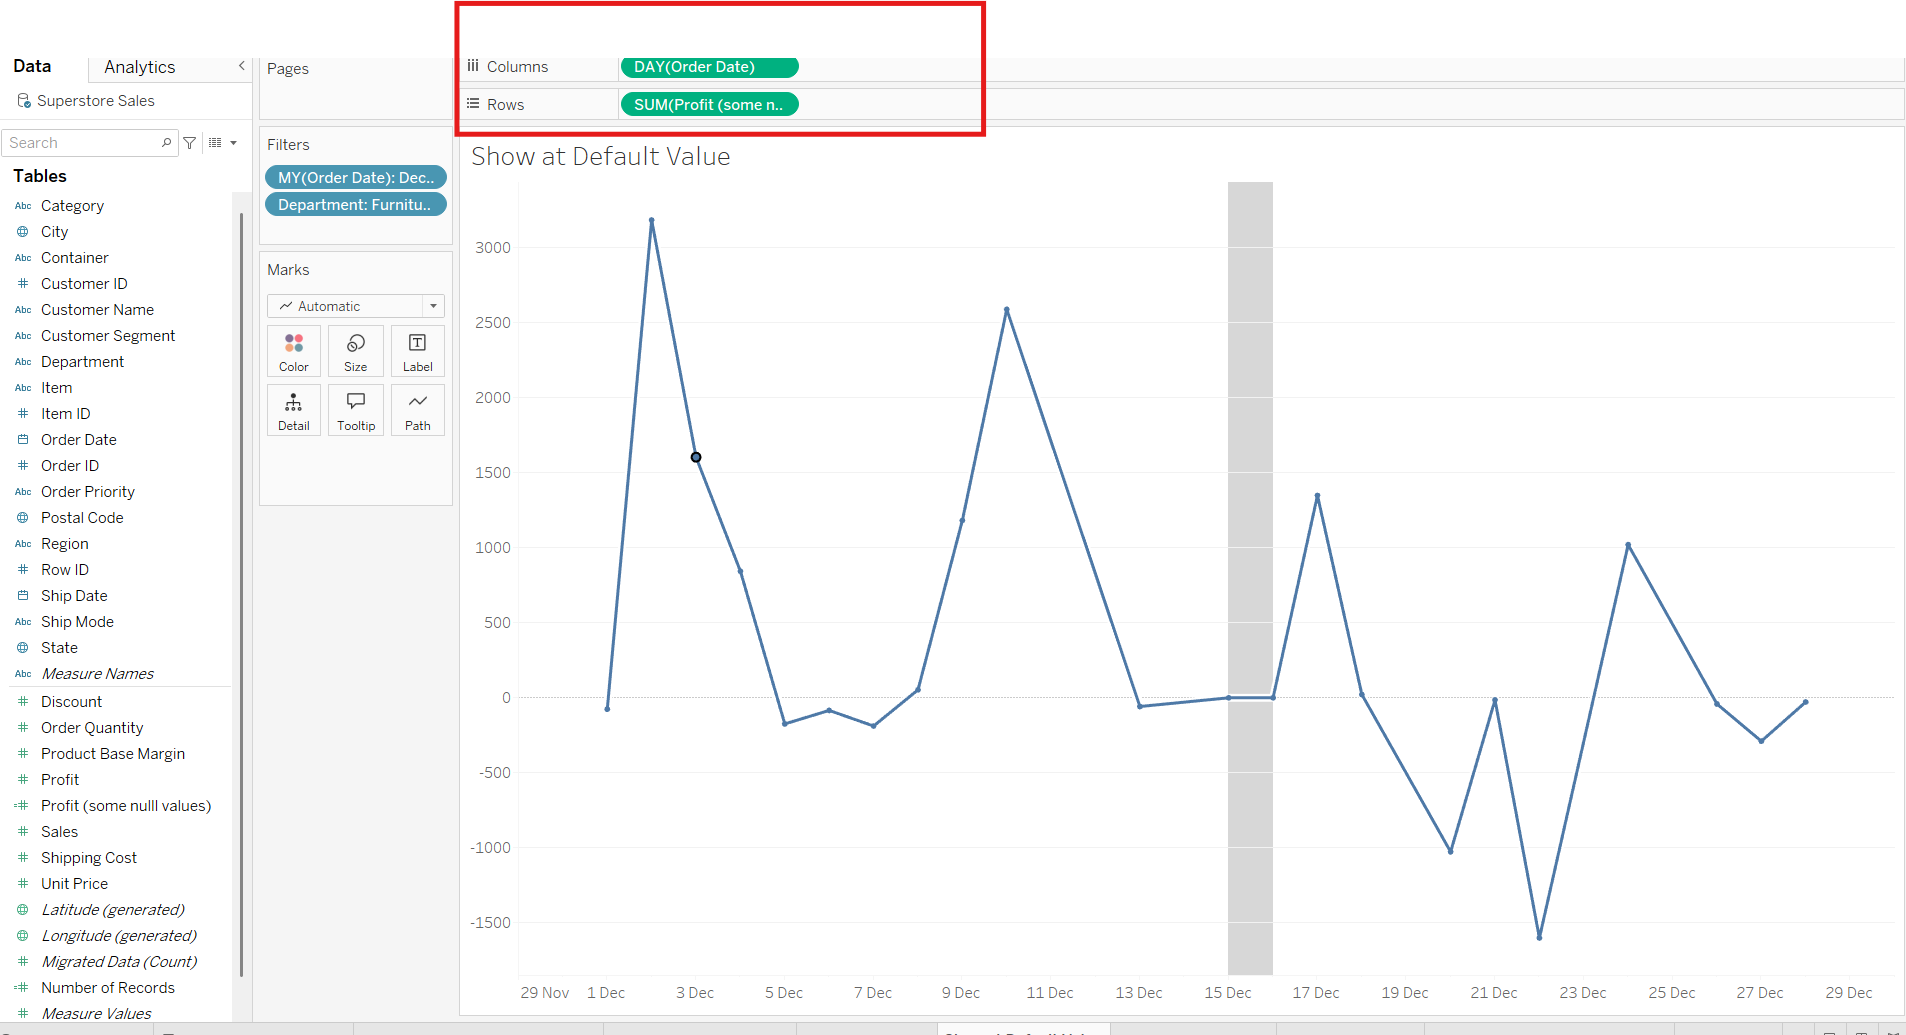 Data
Analytics
Superstore Sales
Search
Tables
Abc Category
City
Abc Container
Customer ID
Abc Customer Name
Abc Customer Segment
Abc Department
Abc Item
Item ID
Order Date
Order ID
Abc Order Priority
Postal Code
Abc Region
Row ID
Ship Date
Abc Ship Mode
State
Abc Measure Names
Discount
Order Quantity
Product Base Margin
Profit
Profit (some nulll values)
Sales
Shipping Cost
Unit Price
Latitude (generated)
Longitude (generated)
Migrated Data (Count)
Number of Records
Measure Values
Pages
Filters
MY(Order Date): Dec..
Department: Furnitu..
Marks
Automatic
Color
Size
Label
Detail
Tooltip
Path
Columns
DAY(Order Date)
Rows
SUM(Profit (some n..
Show at Default Value
3000
2500
2000
1500
1000
500
0
-500
-1000
-1500
29 Nov 1 Dec 3 Dec 5 Dec 7 Dec 9 Dec 11 Dec 13 Dec 15 Dec 17 Dec 19 Dec 21 Dec 23 Dec 25 Dec 27 Dec 29 Dec